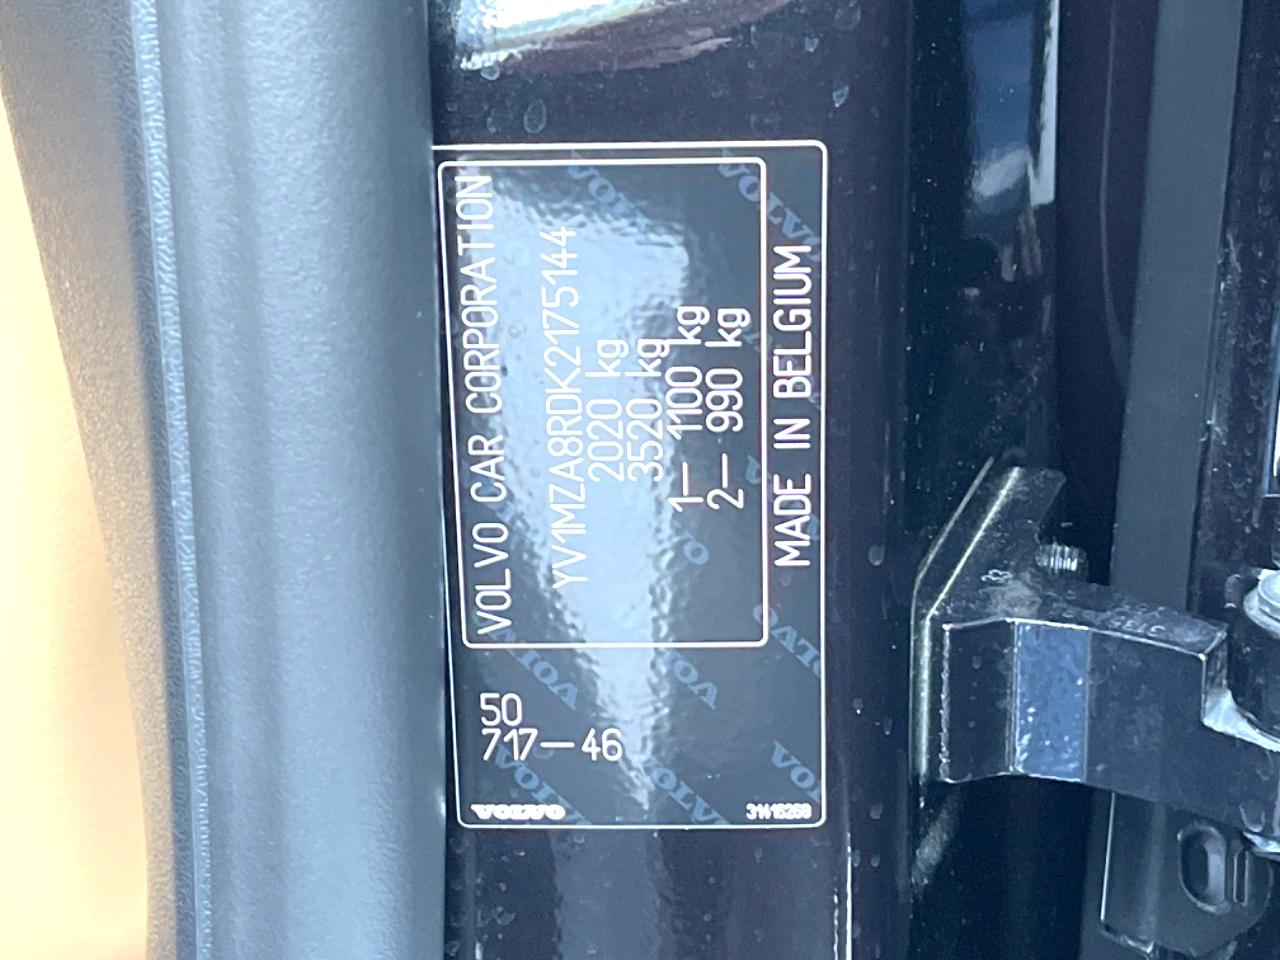 VOLVO CAR CORPORATION
YV1MZA8RDK2175144
2020 kg
3520 kg
1– 1100 kg
2– 990 kg
MADE IN BELGIUM
50
717–46
VOLVO
31416268